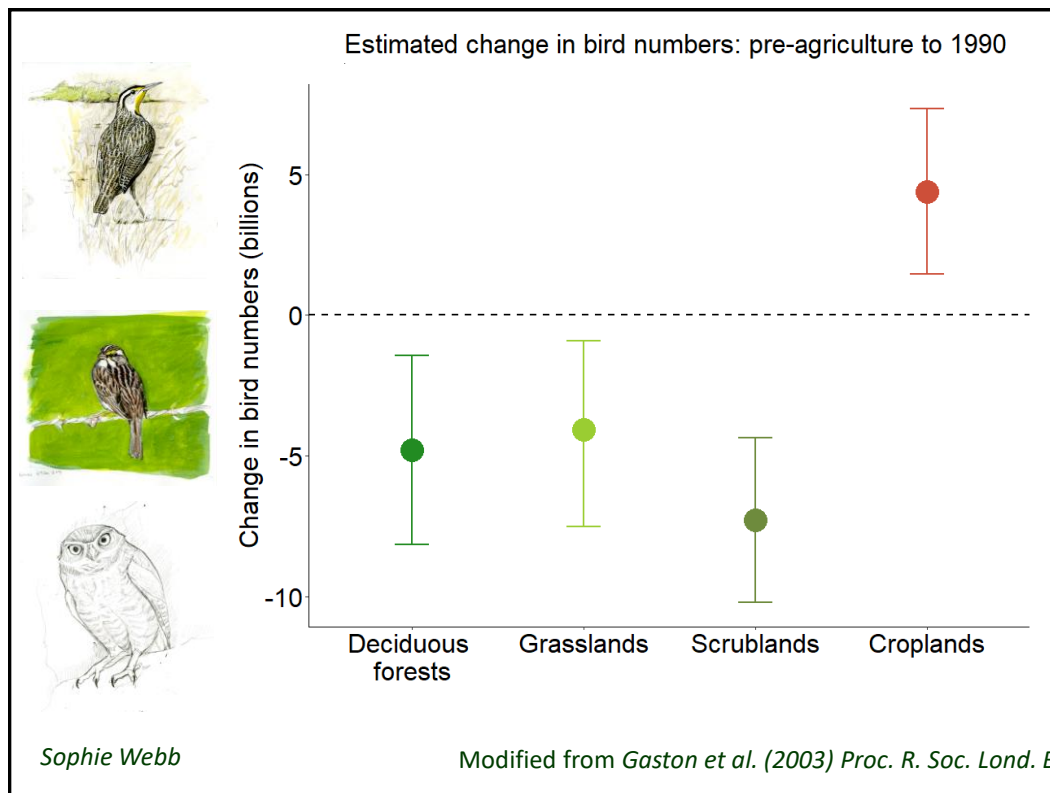 Estimated change in bird numbers: pre-agriculture to 1990
Change in bird numbers (billions)
5
0
-5
-10
Deciduous
forests
Grasslands
Scrublands
Croplands
Sophie Webb
Modified from Gaston et al. (2003) Proc. R. Soc. Lond. B